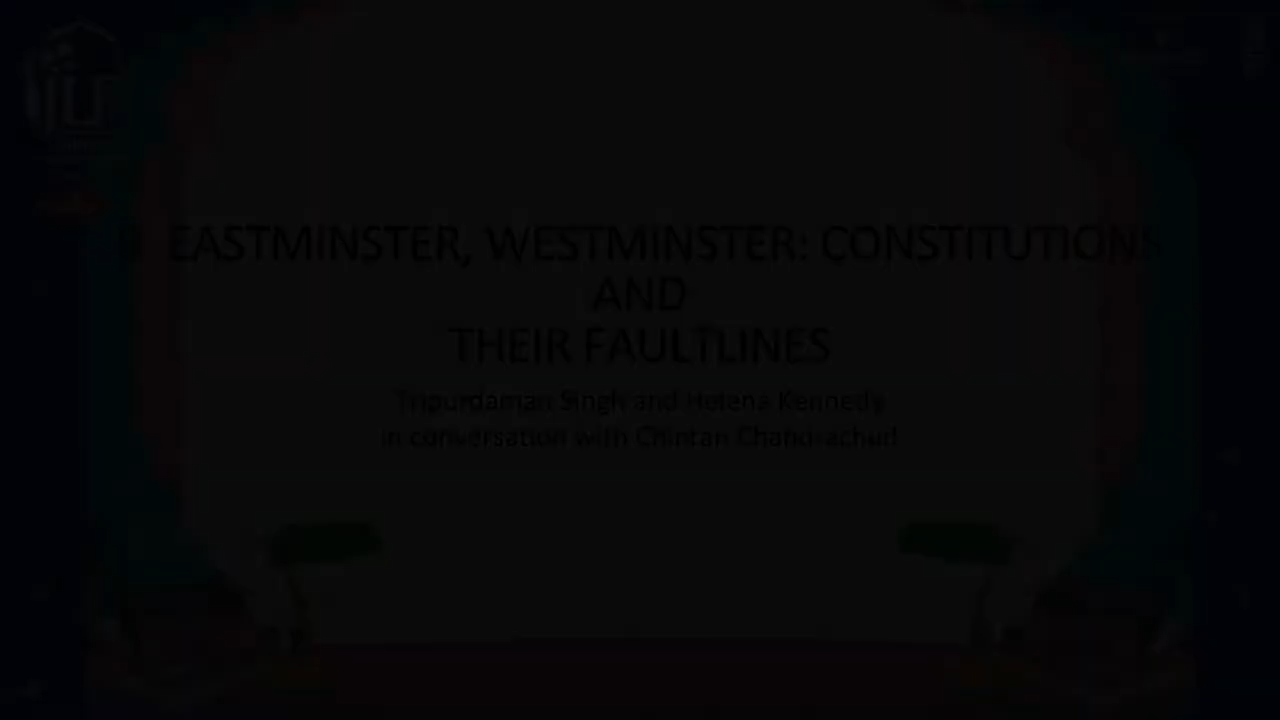 EASTMINSTER, WESTMINSTER: CONSTITUTIONS
AND
THEIR FAULTLINES
Tripurdaman Singh and Helena Kennedy
in conversation with Chintan Chandrachud